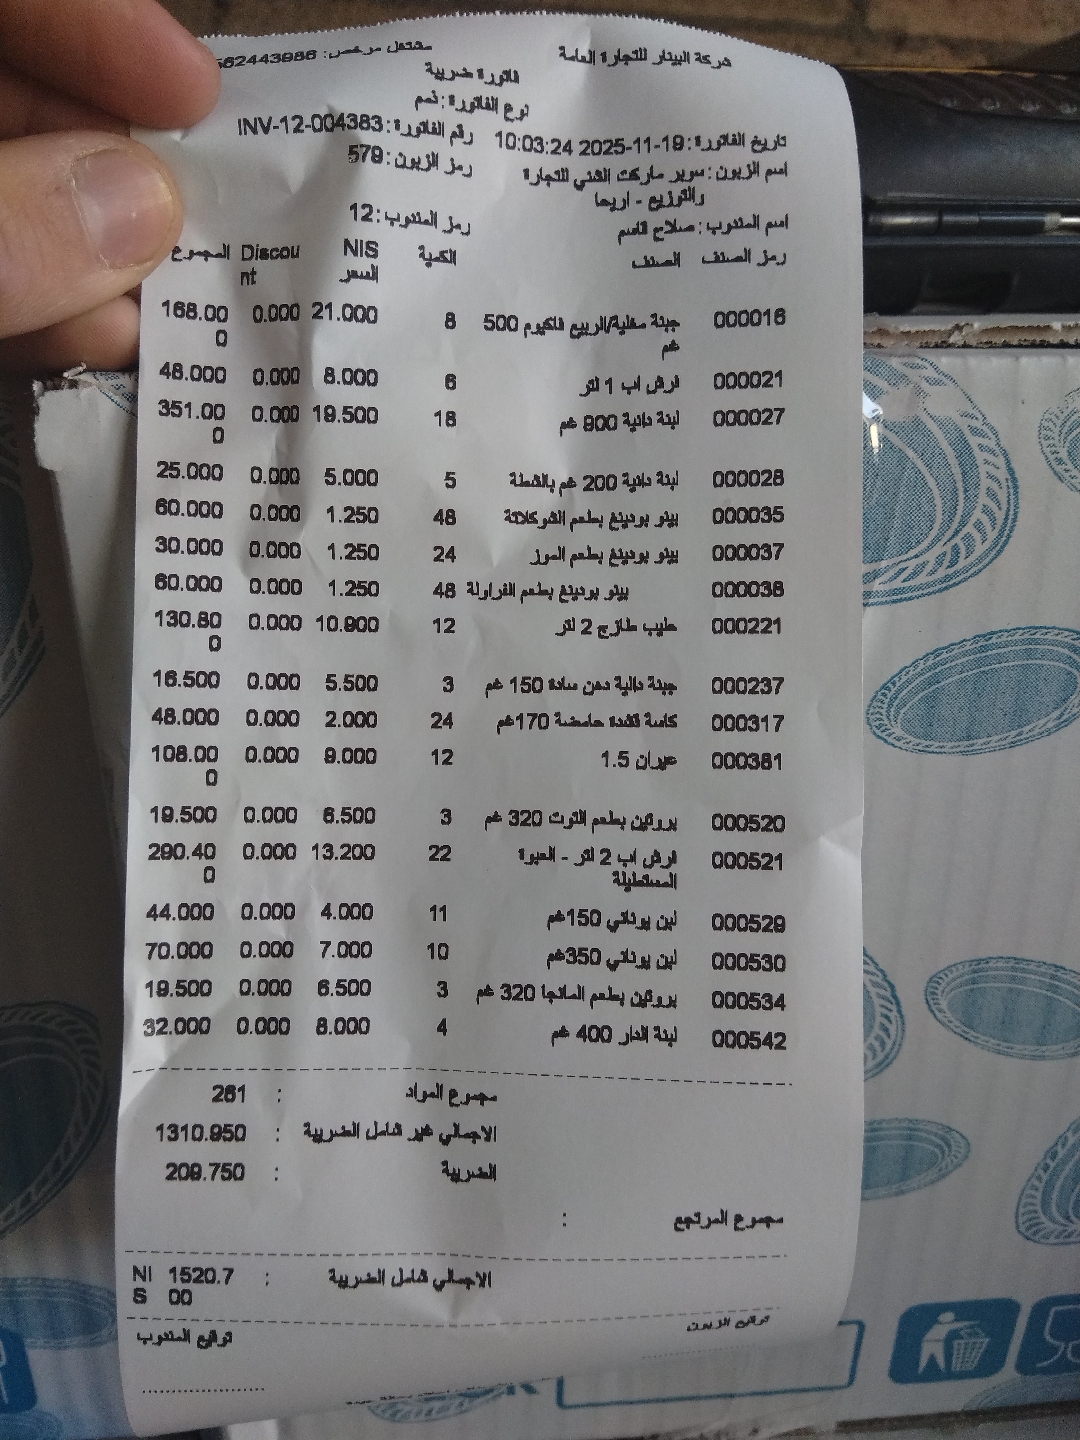 شركة البينار للتجارة العامة مشتغل مرخص: 562443986
فاتورة ضريبية
نوع الفاتورة: ذمم
تاريخ الفاتورة: 2025-11-19 10:03:24 رقم الفاتورة: INV-12-004383
اسم الزبون: سوبر ماركت الشني للتجارة رمز الزبون: 579
والتوزيع - اريحا
اسم المندوب: صلاح قاسم رمز المندوب: 12
رمز الصنف الصنف الكمية NIS السعر Discount المجموع
000016 جبنة مغلية/الربيع فاكيوم 500 غم 8 21.000 0.000 168.000
000021 فرش اب 1 لتر 6 8.000 0.000 48.000
000027 لبنة دانية 900 غم 18 19.500 0.000 351.000
000028 لبنة دانية 200 غم بالشطة 5 5.000 0.000 25.000
000035 بينو بودينغ بطعم الشوكلاتة 48 1.250 0.000 60.000
000037 بينو بودينغ بطعم الموز 24 1.250 0.000 30.000
000038 بينو بودينغ بطعم الفراولة 48 1.250 0.000 60.000
000221 حليب طازج 2 لتر 12 10.900 0.000 130.800
000237 جبنة دالية دهن سادة 150 غم 3 5.500 0.000 16.500
000317 كاسة قشدة حامضة 170غم 24 2.000 0.000 48.000
000381 عيران 1.5 12 9.000 0.000 108.000
000520 بروتين بطعم التوت 320 غم 3 6.500 0.000 19.500
000521 فرش اب 2 لتر - العبوة المستطيلة 22 13.200 0.000 290.400
000529 لبن يوناني 150غم 11 4.000 0.000 44.000
000530 لبن يوناني 350غم 10 7.000 0.000 70.000
000534 بروتين بطعم المانجا 320 غم 3 6.500 0.000 19.500
000542 لبنة الدار 400 غم 4 8.000 0.000 32.000
مجموع المواد : 261
الاجمالي غير شامل الضريبة : 1310.950
الضريبة : 209.750
مجموع المرتجع :
الاجمالي شامل الضريبة : 1520.700 NIS
توقيع الزبون توقيع المندوب